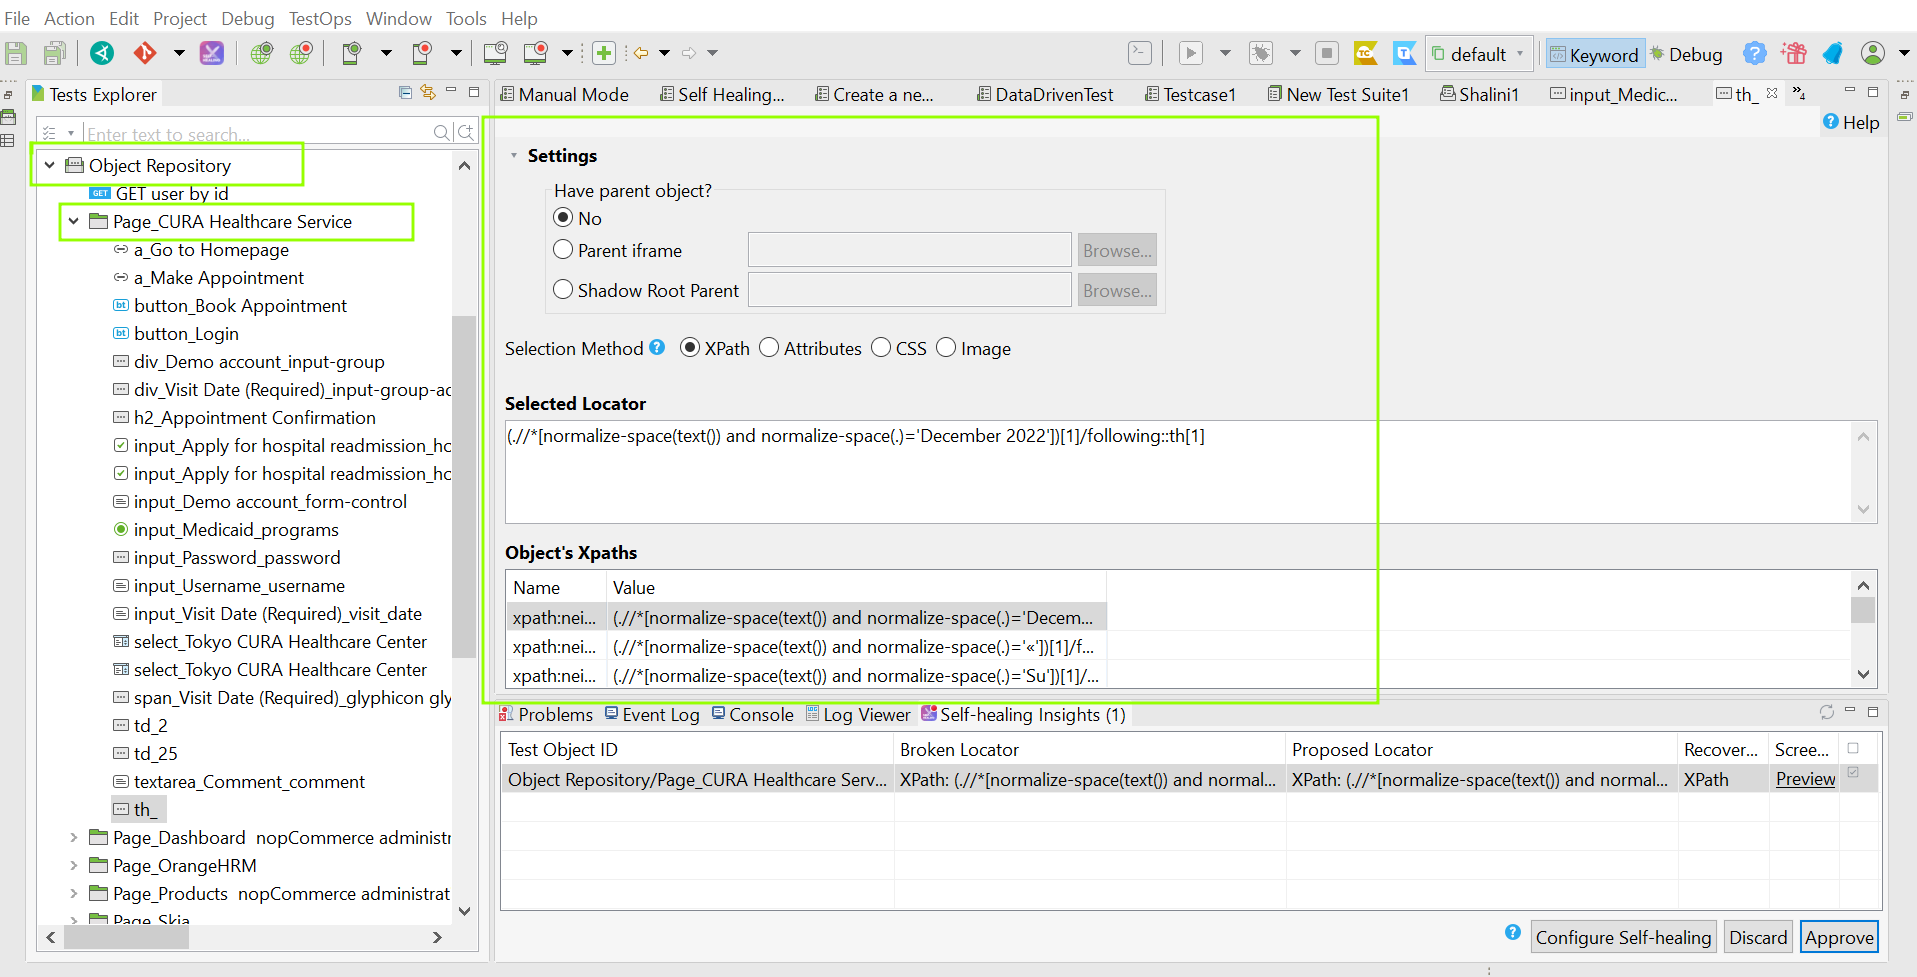 File Action Edit Project Debug TestOps Window Tools Help
default Keyword Debug
Tests Explorer
Enter text to search...
Object Repository
GET GET user by id
Page_CURA Healthcare Service
a_Go to Homepage
a_Make Appointment
bt button_Book Appointment
bt button_Login
div_Demo account_input-group
div_Visit Date (Required)_input-group-ac
h2_Appointment Confirmation
input_Apply for hospital readmission_hc
input_Apply for hospital readmission_hc
input_Demo account_form-control
input_Medicaid_programs
input_Password_password
input_Username_username
input_Visit Date (Required)_visit_date
select_Tokyo CURA Healthcare Center
select_Tokyo CURA Healthcare Center
span_Visit Date (Required)_glyphicon gly
td_2
td_25
textarea_Comment_comment
th_
Page_Dashboard nopCommerce administr
Page_OrangeHRM
Page_Products nopCommerce administrat
Page_Skia
Manual Mode Self Healing... Create a ne... DataDrivenTest Testcase1 New Test Suite1 Shalini1 input_Medic... th_ »4
Help
Settings
Have parent object?
No
Parent iframe Browse...
Shadow Root Parent Browse...
Selection Method XPath Attributes CSS Image
Selected Locator
(.//*[normalize-space(text()) and normalize-space(.)='December 2022'])[1]/following::th[1]
Object's Xpaths
Name Value
xpath:nei... (.//*[normalize-space(text()) and normalize-space(.)='Decem...
xpath:nei... (.//*[normalize-space(text()) and normalize-space(.)='«'])[1]/f...
xpath:nei... (.//*[normalize-space(text()) and normalize-space(.)='Su'])[1]/...
Problems Event Log Console Log Viewer Self-healing Insights (1)
Test Object ID Broken Locator Proposed Locator Recover... Scree...
Object Repository/Page_CURA Healthcare Serv... XPath: (.//*[normalize-space(text()) and normal... XPath: (.//*[normalize-space(text()) and normal... XPath Preview
Configure Self-healing Discard Approve